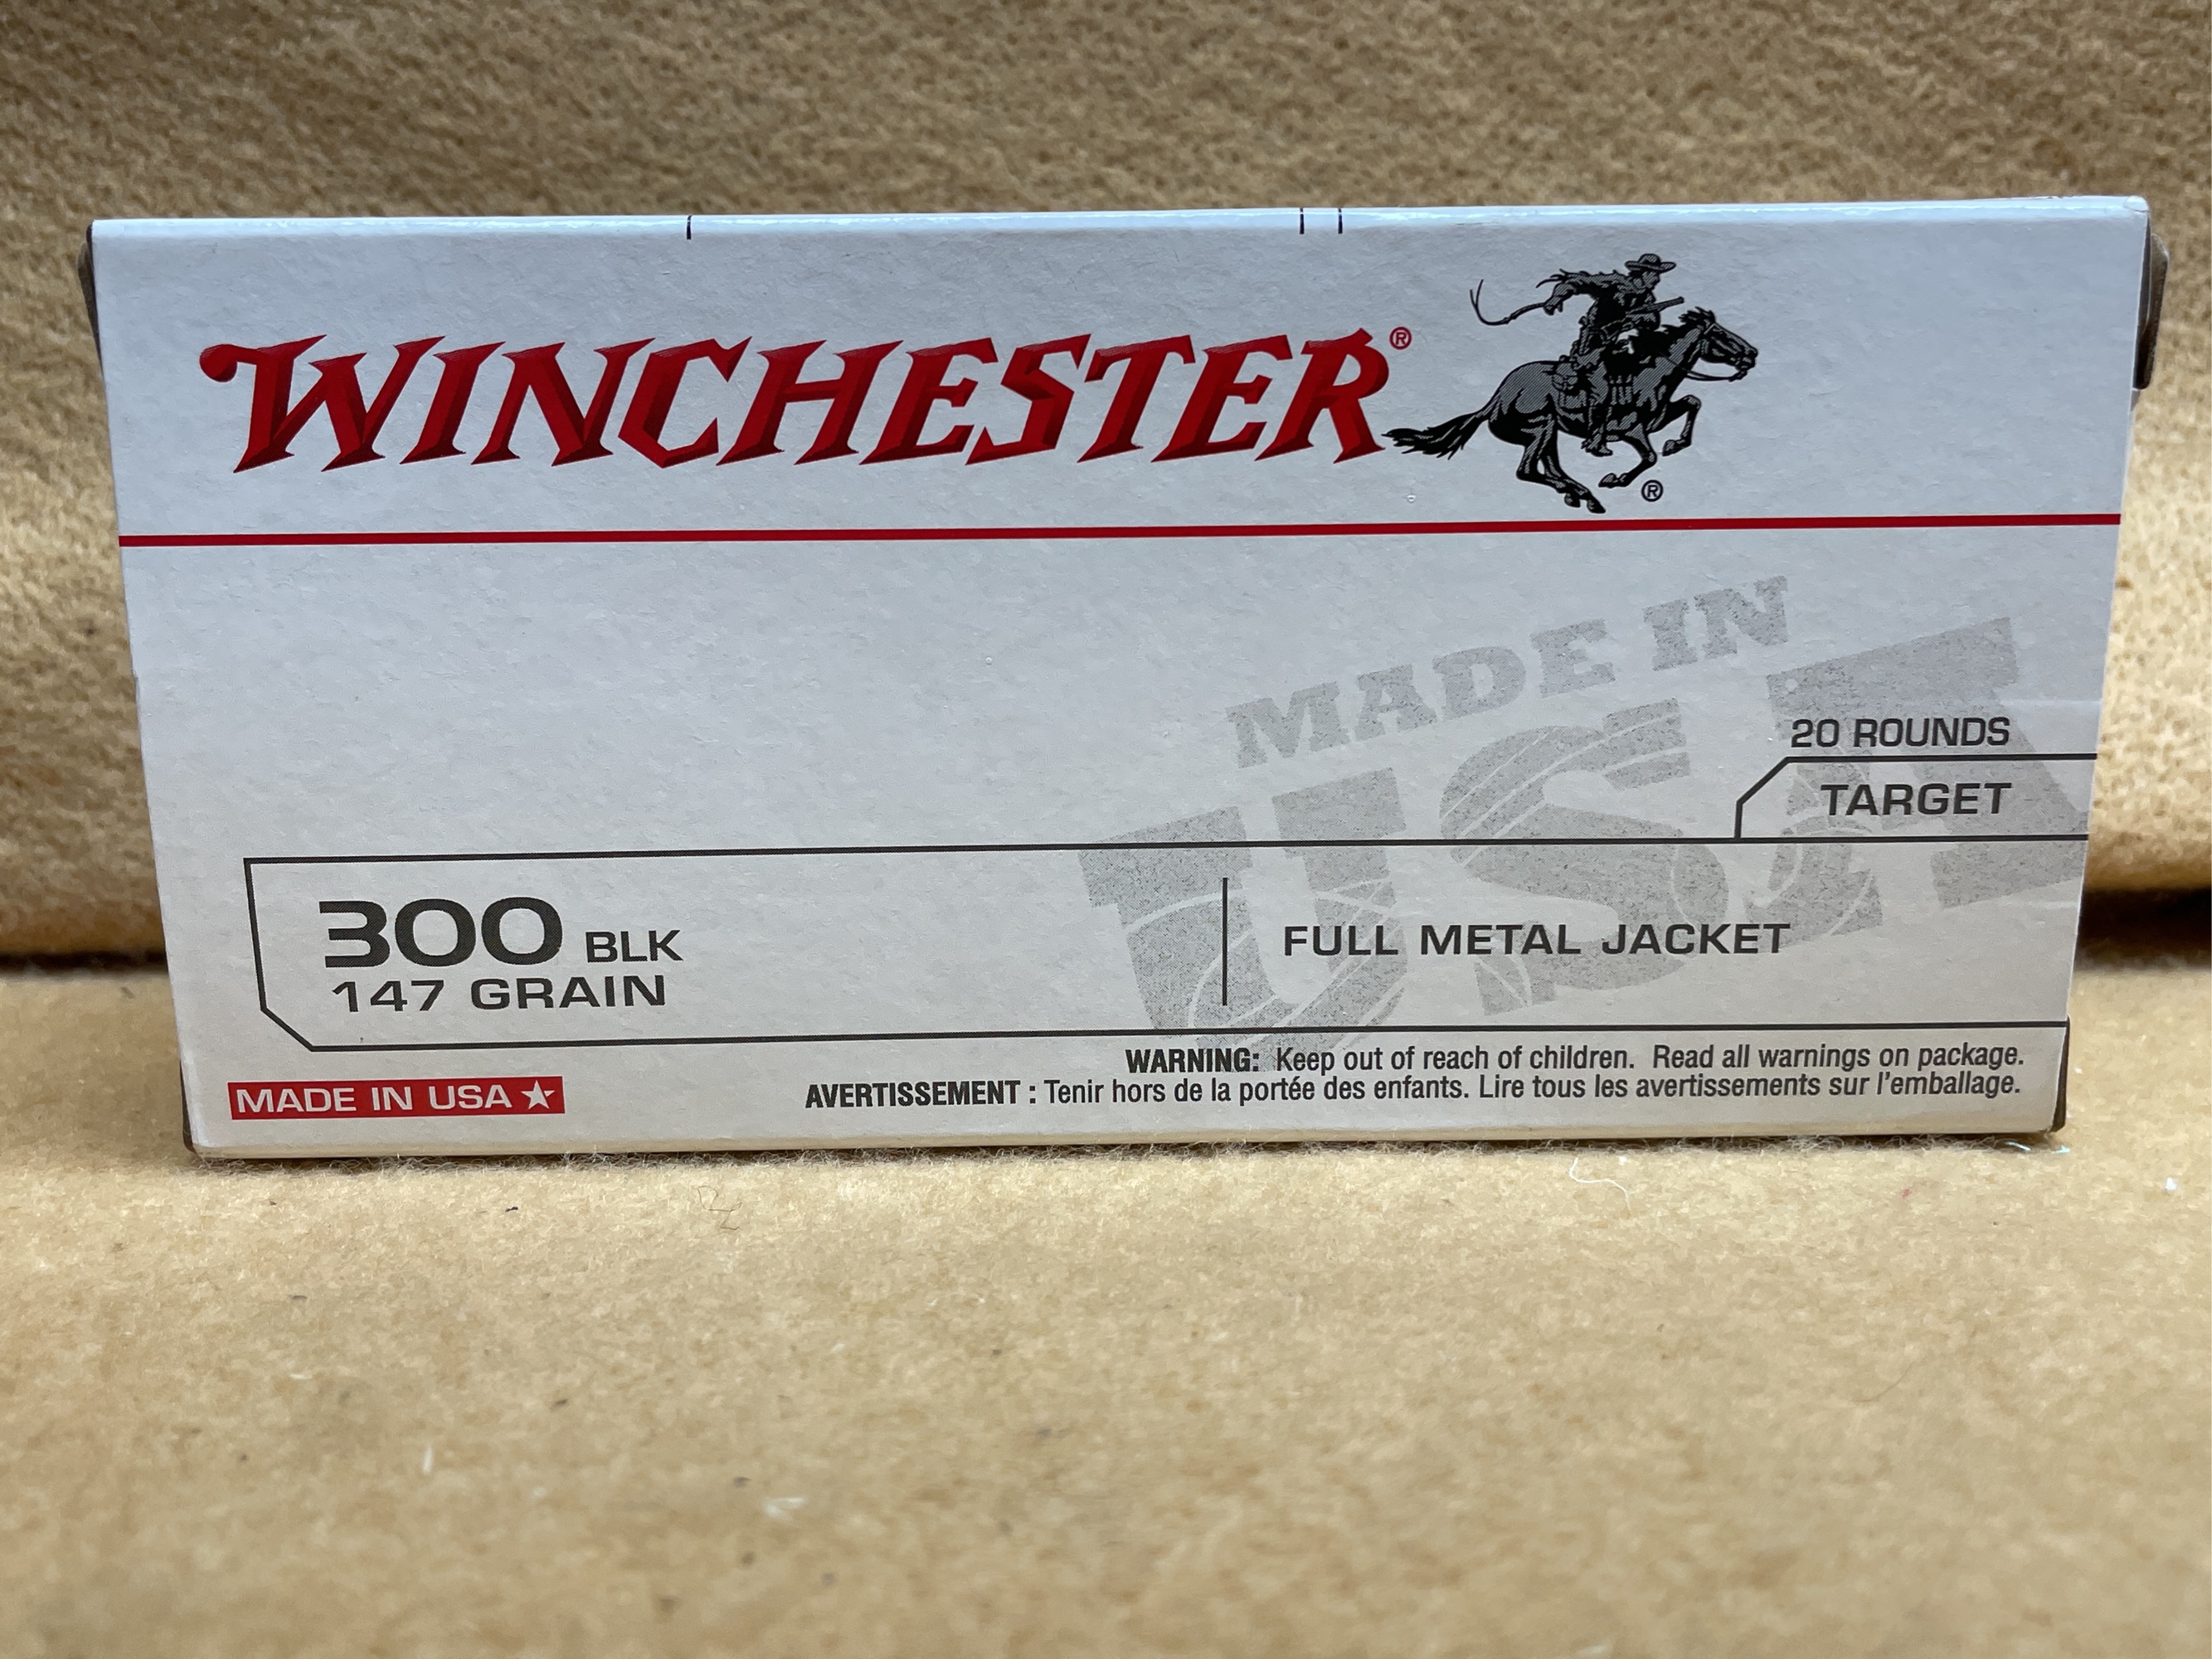 WINCHESTER®
®
MADE IN
USA
20 ROUNDS
TARGET
300 BLK
147 GRAIN
FULL METAL JACKET
WARNING: Keep out of reach of children. Read all warnings on package.
AVERTISSEMENT : Tenir hors de la portée des enfants. Lire tous les avertissements sur l'emballage.
MADE IN USA★